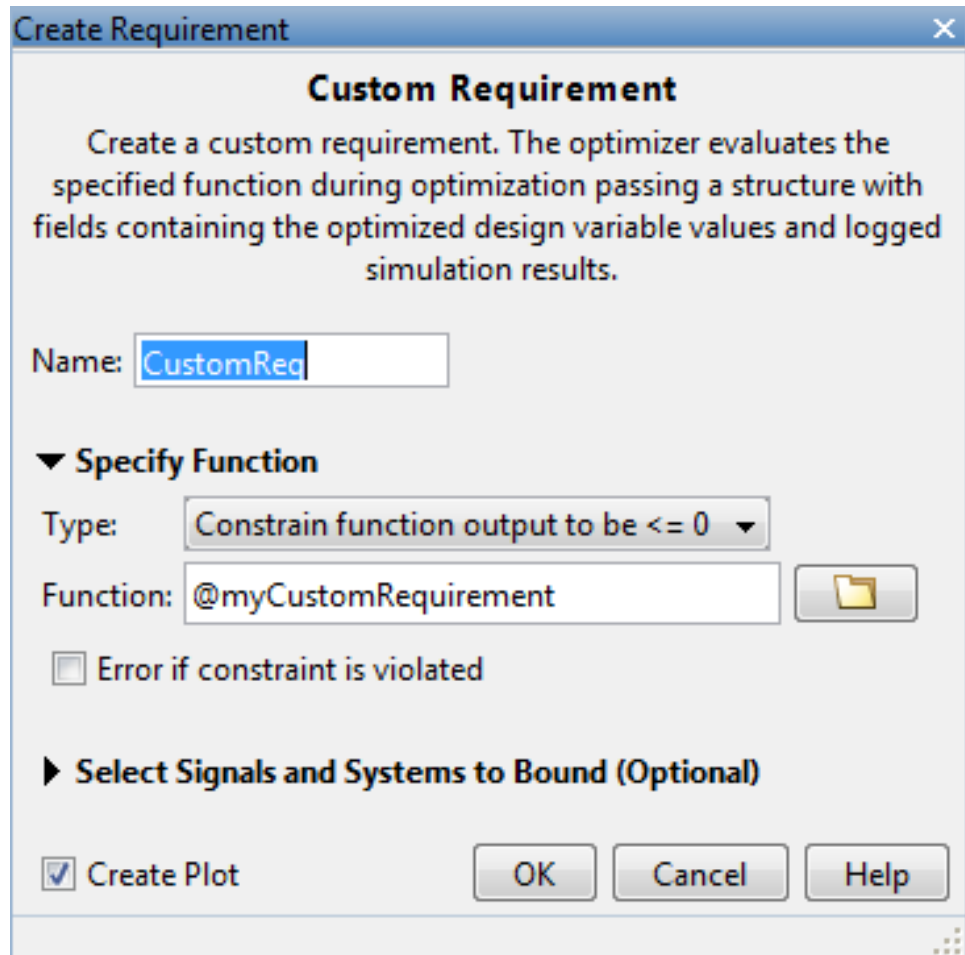 Create Requirement
Custom Requirement
Create a custom requirement. The optimizer evaluates the
specified function during optimization passing a structure with
fields containing the optimized design variable values and logged
simulation results.
Name: CustomReq
Specify Function
Type: Constrain function output to be <= 0
Function: @myCustomRequirement
Error if constraint is violated
Select Signals and Systems to Bound (Optional)
Create Plot OK Cancel Help